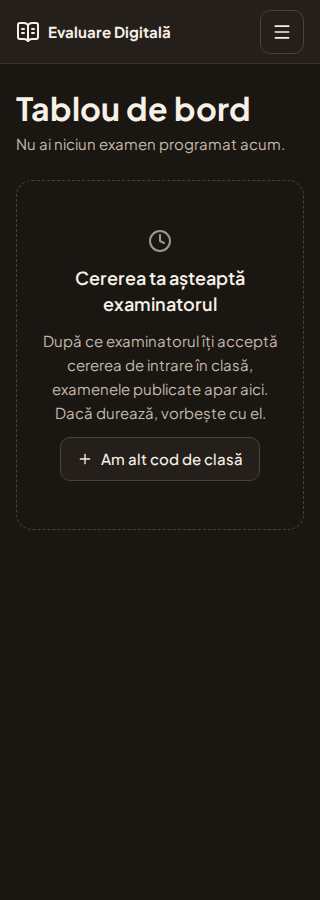 Evaluare Digitală
Tablou de bord
Nu ai niciun examen programat acum.
Cererea ta așteaptă
examinatorul
După ce examinatorul îți acceptă
cererea de intrare în clasă,
examenele publicate apar aici.
Dacă durează, vorbește cu el.
Am alt cod de clasă